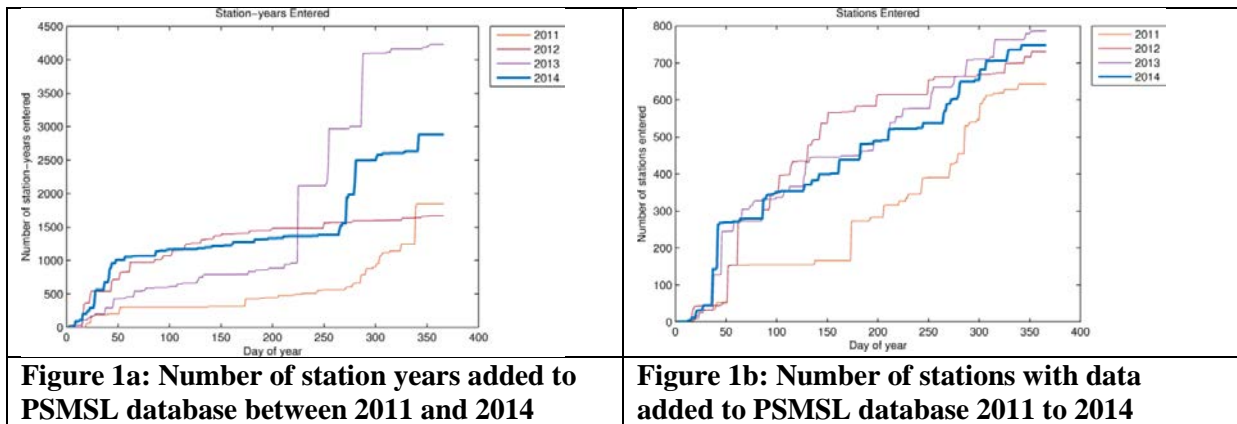 Station-years Entered
4500
4000
3500
3000
2500
2000
1500
1000
500
0
Number of station-years entered
0 50 100 150 200 250 300 350 400
Day of year
2011
2012
2013
2014
Stations Entered
800
700
600
500
400
300
200
100
0
Number of stations entered
0 50 100 150 200 250 300 350 400
Day of year
2011
2012
2013
2014
Figure 1a: Number of station years added to
PSMSL database between 2011 and 2014
Figure 1b: Number of stations with data
added to PSMSL database 2011 to 2014